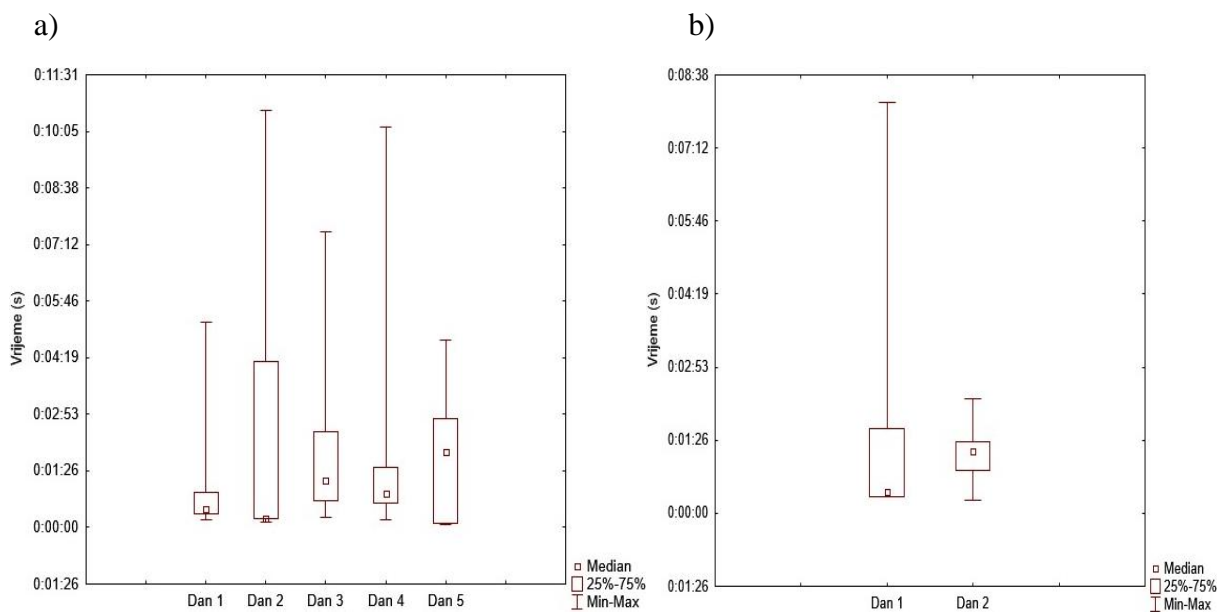 a)
0:11:31
0:10:05
0:08:38
0:07:12
0:05:46
0:04:19
0:02:53
0:01:26
0:00:00
0:01:26
Vrijeme (s)
Dan 1 Dan 2 Dan 3 Dan 4 Dan 5
Median
25%-75%
Min-Max
b)
0:08:38
0:07:12
0:05:46
0:04:19
0:02:53
0:01:26
0:00:00
0:01:26
Vrijeme (s)
Dan 1 Dan 2
Median
25%-75%
Min-Max